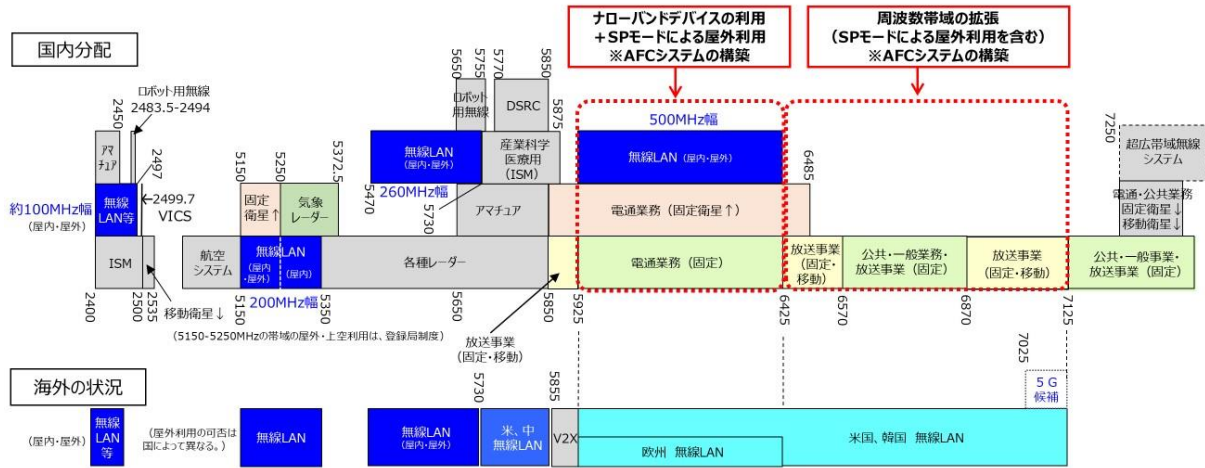 ナローバンドデバイスの利用
＋SPモードによる屋外利用
※AFCシステムの構築
周波数帯域の拡張
（SPモードによる屋外利用を含む）
※AFCシステムの構築
国内分配
ロボット用無線
2483.5-2494
2450
2497
アマ
チュア
無線
LAN等
約100MHz幅
（屋内・屋外）
←2499.7
VICS
ISM
2400
2500
2535
移動衛星↓
5150
5250
5372.5
固定
衛星↑
気象
レーダー
航空
システム
無線LAN
（屋内
・屋外）
（屋内）
200MHz幅
5150
5350
（5150-5250MHzの帯域の屋外・上空利用は、登録局制度）
5650
5755
5770
5850
5875
ロボット
用無線
DSRC
無線LAN
（屋内・屋外）
産業科学
医療用
（ISM）
5470
260MHz幅
5730
アマチュア
各種レーダー
5650
5850
5925
放送事業
（固定・移動）
500MHz幅
無線LAN（屋内・屋外）
6485
電通業務（固定衛星↑）
電通業務（固定）
放送事業
（固定・
移動）
公共・一般業務・
放送事業（固定）
放送事業
（固定・移動）
公共・一般事業・
放送事業（固定）
6425
6570
6870
7125
7250
超広帯域無線
システム
電通・公共業務
固定衛星↓
移動衛星↓
海外の状況
（屋内・屋外）
無線
LAN
等
（屋外利用の可否は
国によって異なる。）
無線LAN
無線LAN
（屋内・屋外）
5730
米、中
無線LAN
5855
V2X
欧州 無線LAN
米国、韓国 無線LAN
7025
5G
候補